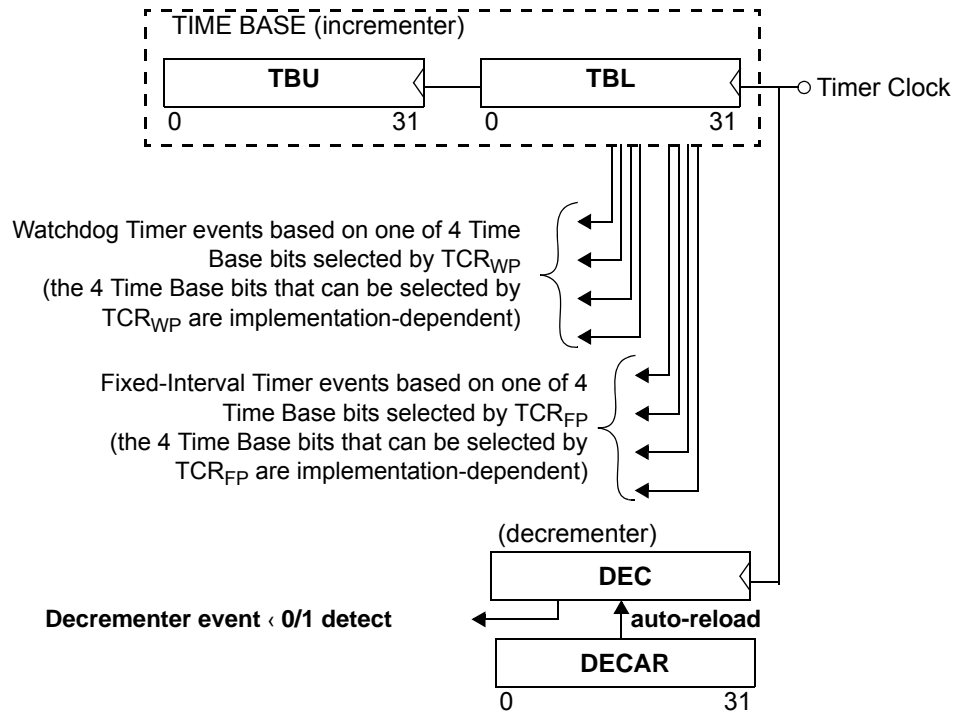 TIME BASE (incrementer)
TBU
TBL
Timer Clock
0 31 0 31
Watchdog Timer events based on one of 4 Time
Base bits selected by TCRWP
(the 4 Time Base bits that can be selected by
TCRWP are implementation-dependent)
Fixed-Interval Timer events based on one of 4
Time Base bits selected by TCRFP
(the 4 Time Base bits that can be selected by
TCRFP are implementation-dependent)
(decrementer)
DEC
Decrementer event ‹ 0/1 detect
auto-reload
DECAR
0 31